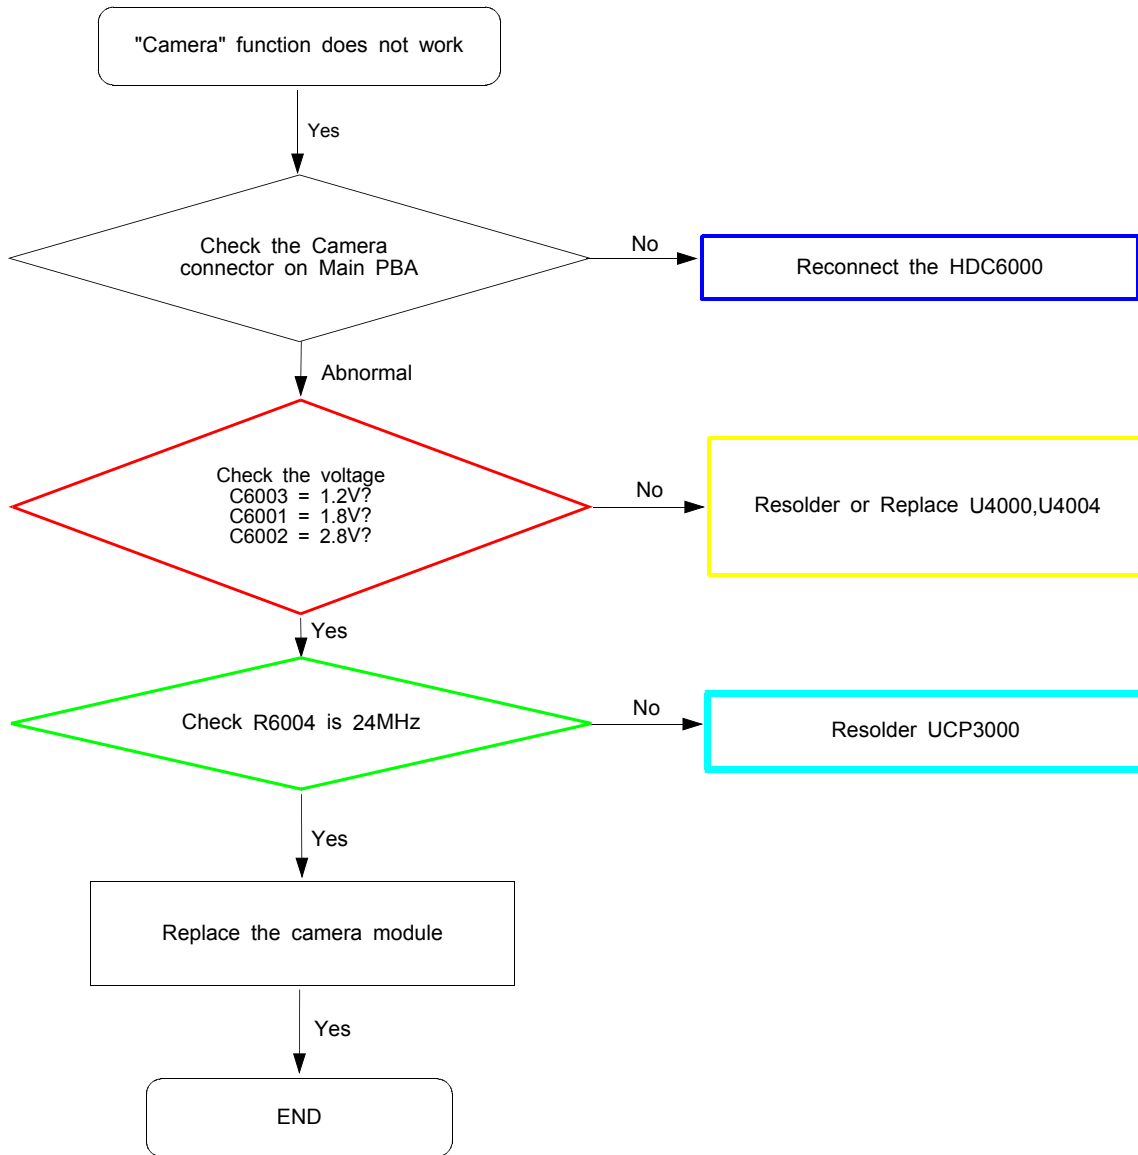 "Camera" function does not work
Yes
Check the Camera
connector on Main PBA
No
Reconnect the HDC6000
Abnormal
Check the voltage
C6003 = 1.2V?
C6001 = 1.8V?
C6002 = 2.8V?
No
Resolder or Replace U4000,U4004
Yes
Check R6004 is 24MHz
No
Resolder UCP3000
Yes
Replace the camera module
Yes
END